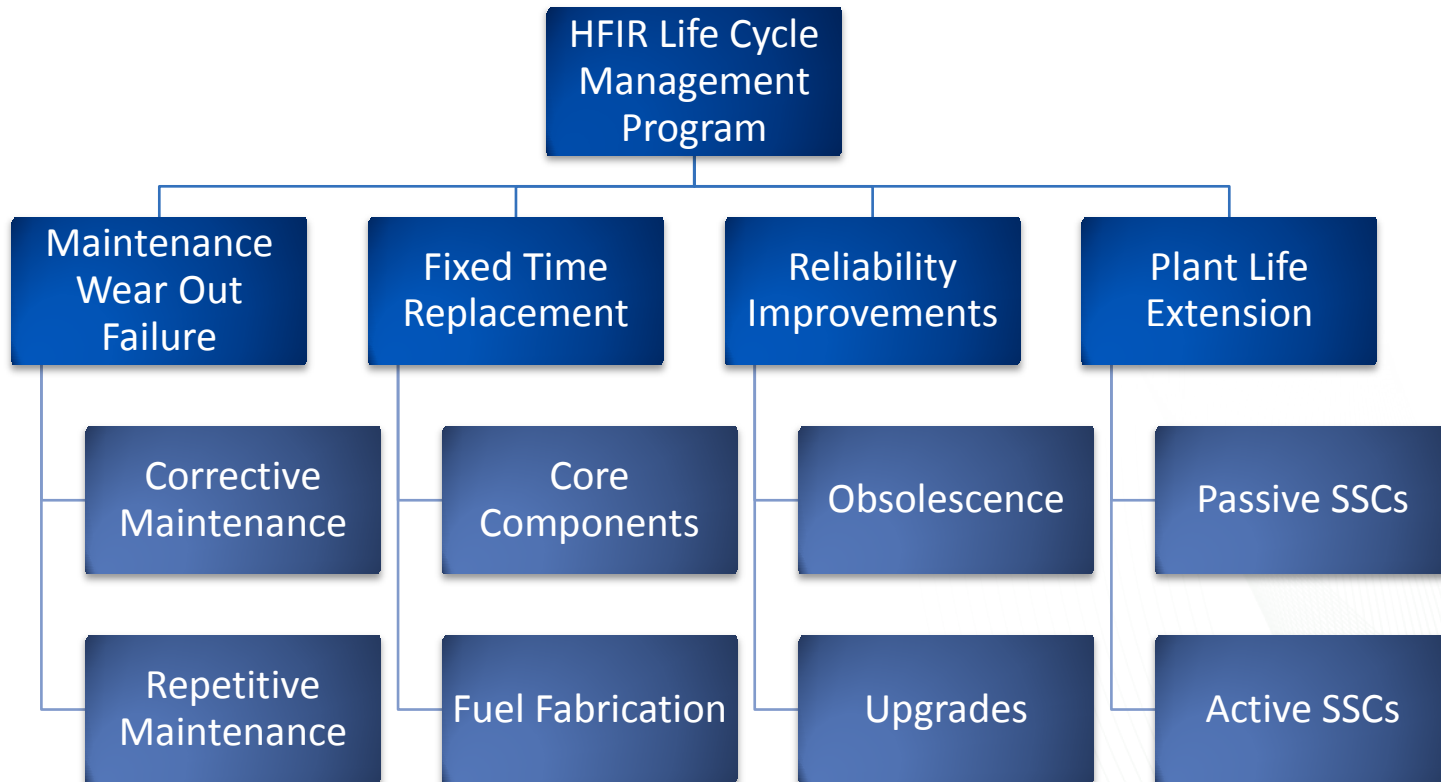 HFIR Life Cycle
Management
Program
Maintenance
Wear Out
Failure
Fixed Time
Replacement
Reliability
Improvements
Plant Life
Extension
Corrective
Maintenance
Core
Components
Obsolescence
Passive SSCs
Repetitive
Maintenance
Fuel Fabrication
Upgrades
Active SSCs